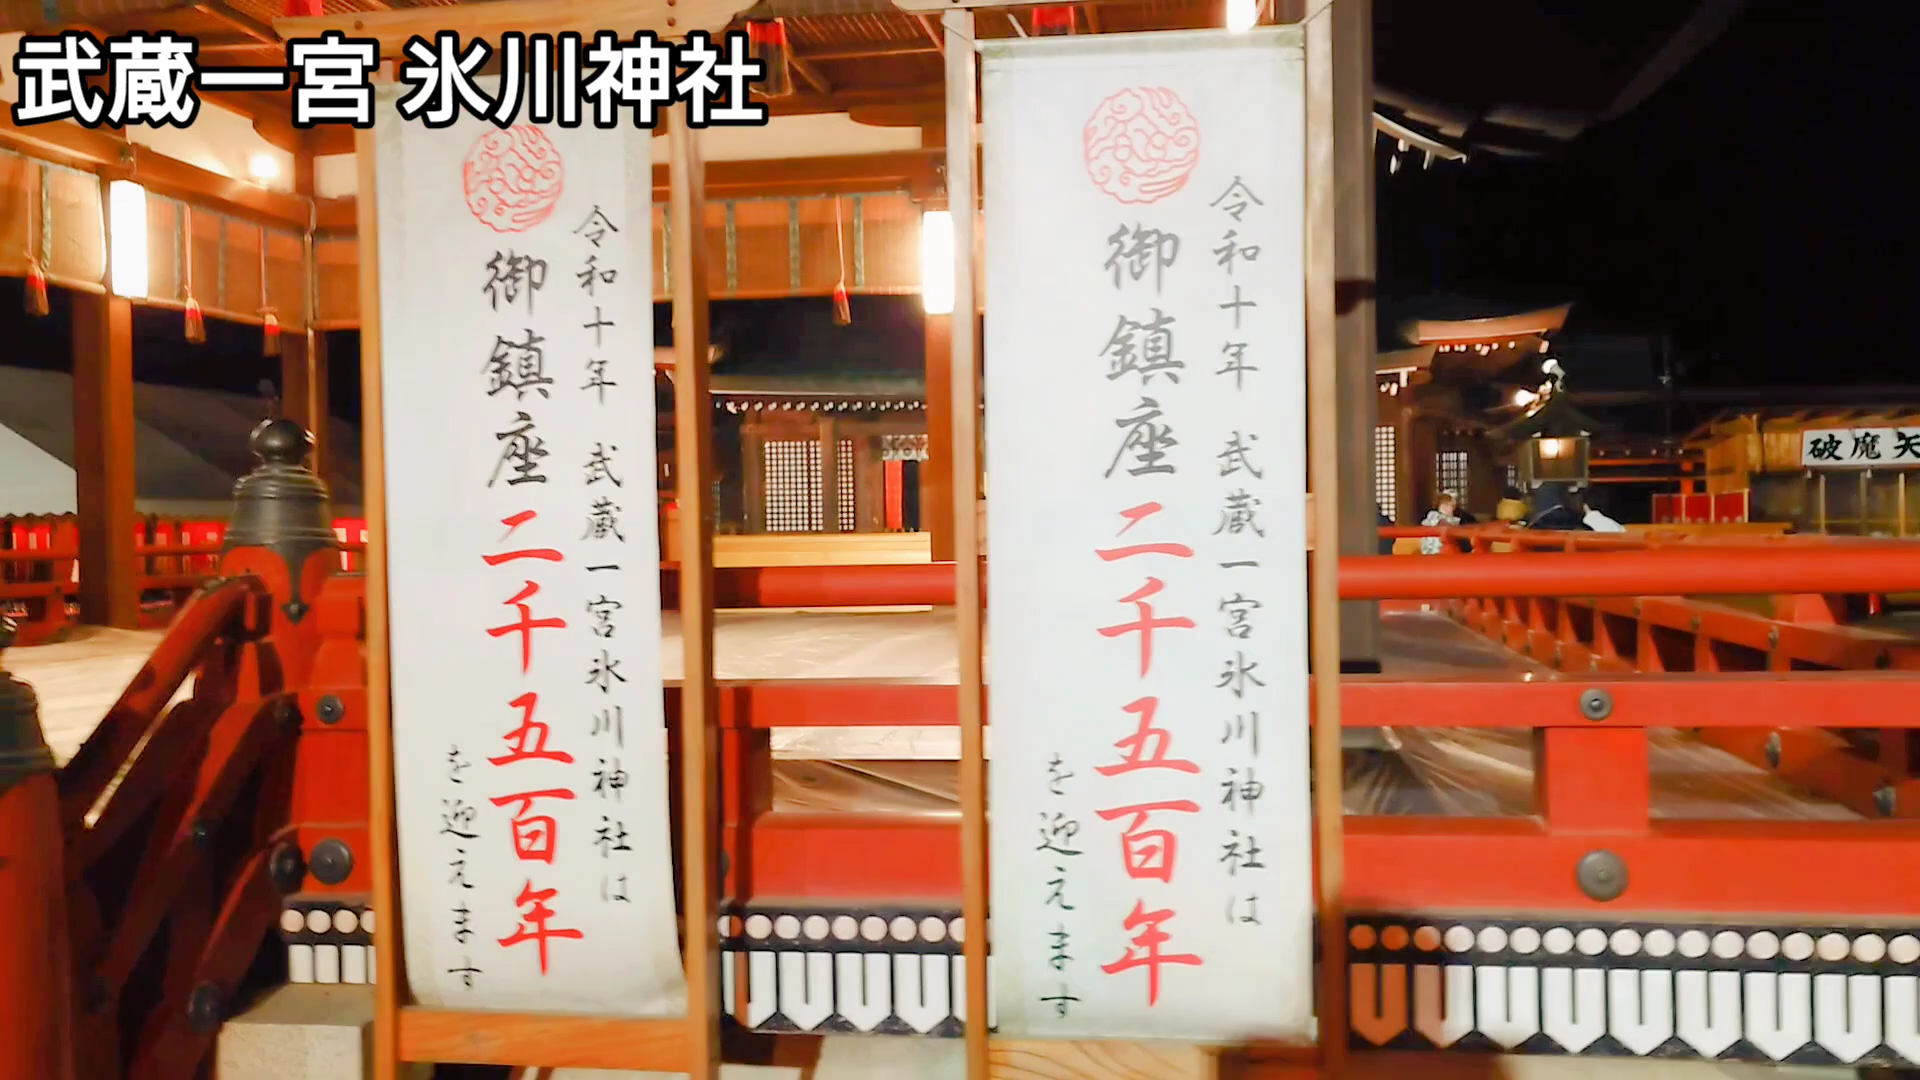 武蔵一宮 氷川神社
令和十年 武蔵一宮氷川神社は
御鎮座二千五百年
を迎えます
令和十年 武蔵一宮氷川神社は
御鎮座二千五百年
を迎えます
破魔矢